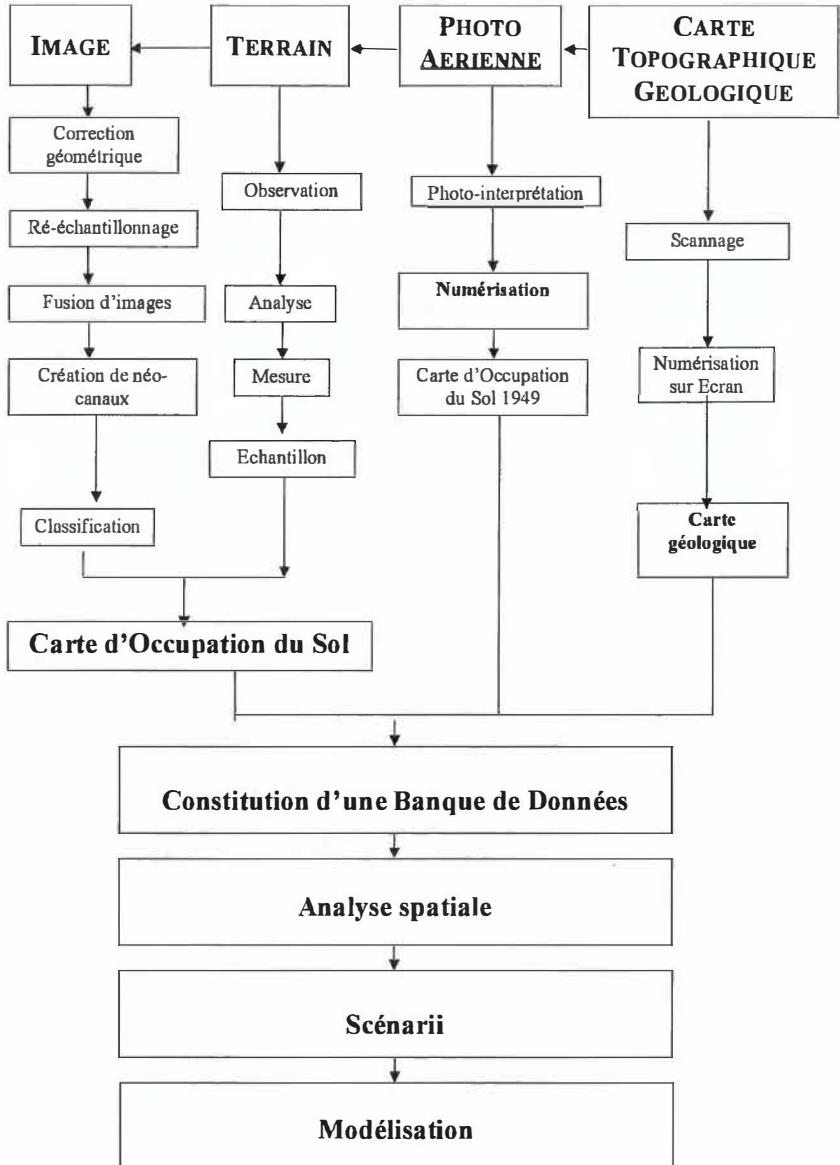 IMAGE
TERRAIN
PHOTO
AERIENNE
CARTE
TOPOGRAPHIQUE
GEOLOGIQUE
Correction
géométrique
Ré-échantillonnage
Fusion d'images
Création de néo-
canaux
Classification
Observation
Analyse
Mesure
Echantillon
Photo-interprétation
Numérisation
Carte d'Occupation
du Sol 1949
Scannage
Numérisation
sur Ecran
Carte
géologique
Carte d'Occupation du Sol
Constitution d'une Banque de Données
Analyse spatiale
Scénarii
Modélisation